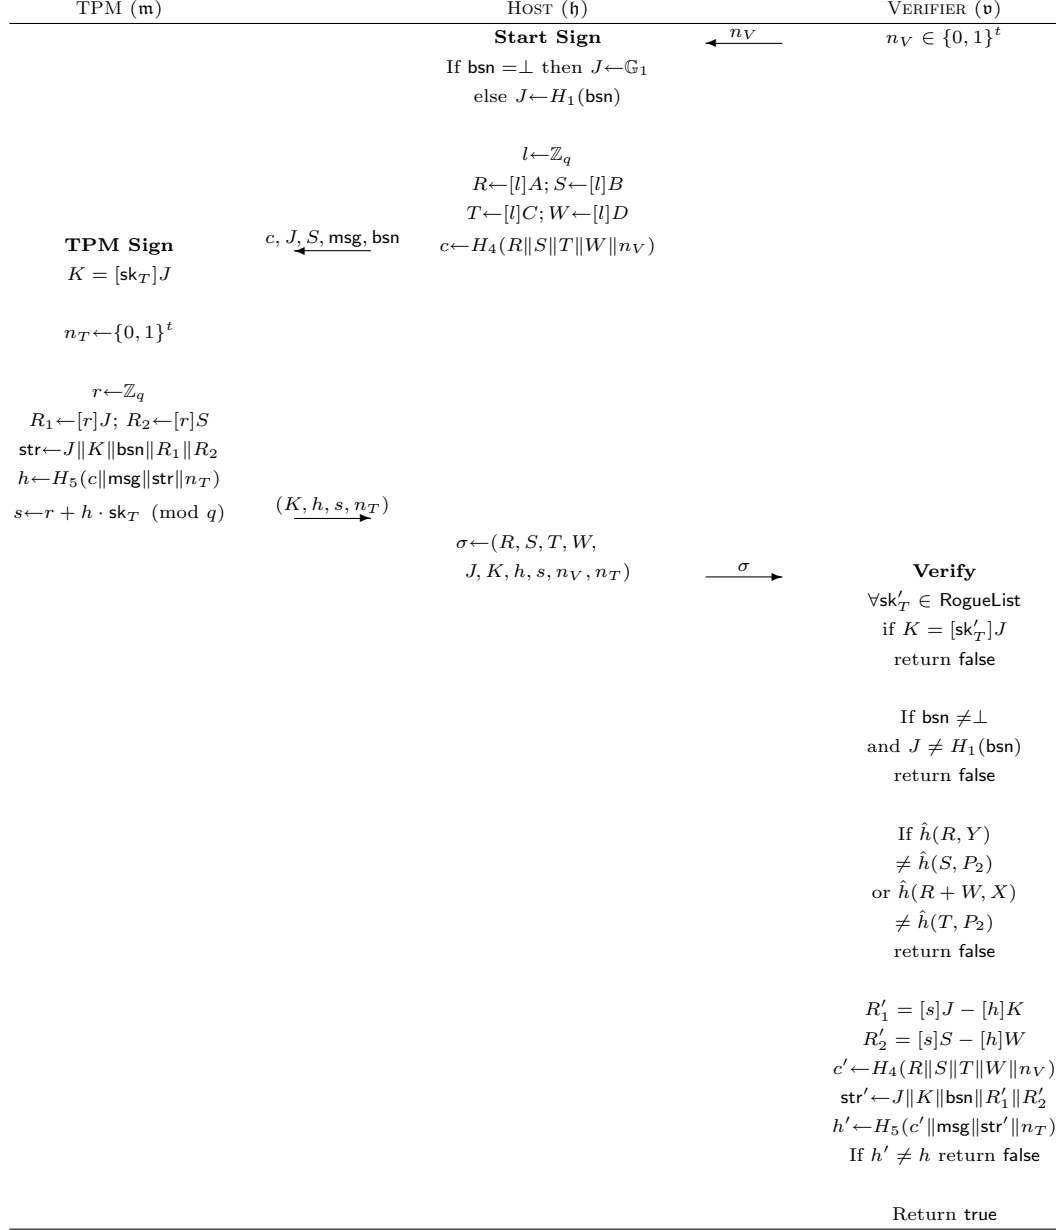 TPM (𝔪) HOST (𝔥) VERIFIER (𝔳)
Start Sign n_V n_V ∈ {0, 1}^t
If bsn =⊥ then J←𝔾_1
else J←H_1(bsn)
l←ℤ_q
R←[l]A; S←[l]B
T←[l]C; W←[l]D
TPM Sign c, J, S, msg, bsn c←H_4(R‖S‖T‖W‖n_V)
K = [sk_T]J
n_T←{0, 1}^t
r←ℤ_q
R_1←[r]J; R_2←[r]S
str←J‖K‖bsn‖R_1‖R_2
h←H_5(c‖msg‖str‖n_T)
s←r + h · sk_T (mod q) (K, h, s, n_T)
σ←(R, S, T, W,
J, K, h, s, n_V, n_T) σ Verify
∀sk′_T ∈ RogueList
if K = [sk′_T]J
return false
If bsn ≠⊥
and J ≠ H_1(bsn)
return false
If ĥ(R, Y)
≠ ĥ(S, P_2)
or ĥ(R + W, X)
≠ ĥ(T, P_2)
return false
R′_1 = [s]J − [h]K
R′_2 = [s]S − [h]W
c′←H_4(R‖S‖T‖W‖n_V)
str′←J‖K‖bsn‖R′_1‖R′_2
h′←H_5(c′‖msg‖str′‖n_T)
If h′ ≠ h return false
Return true